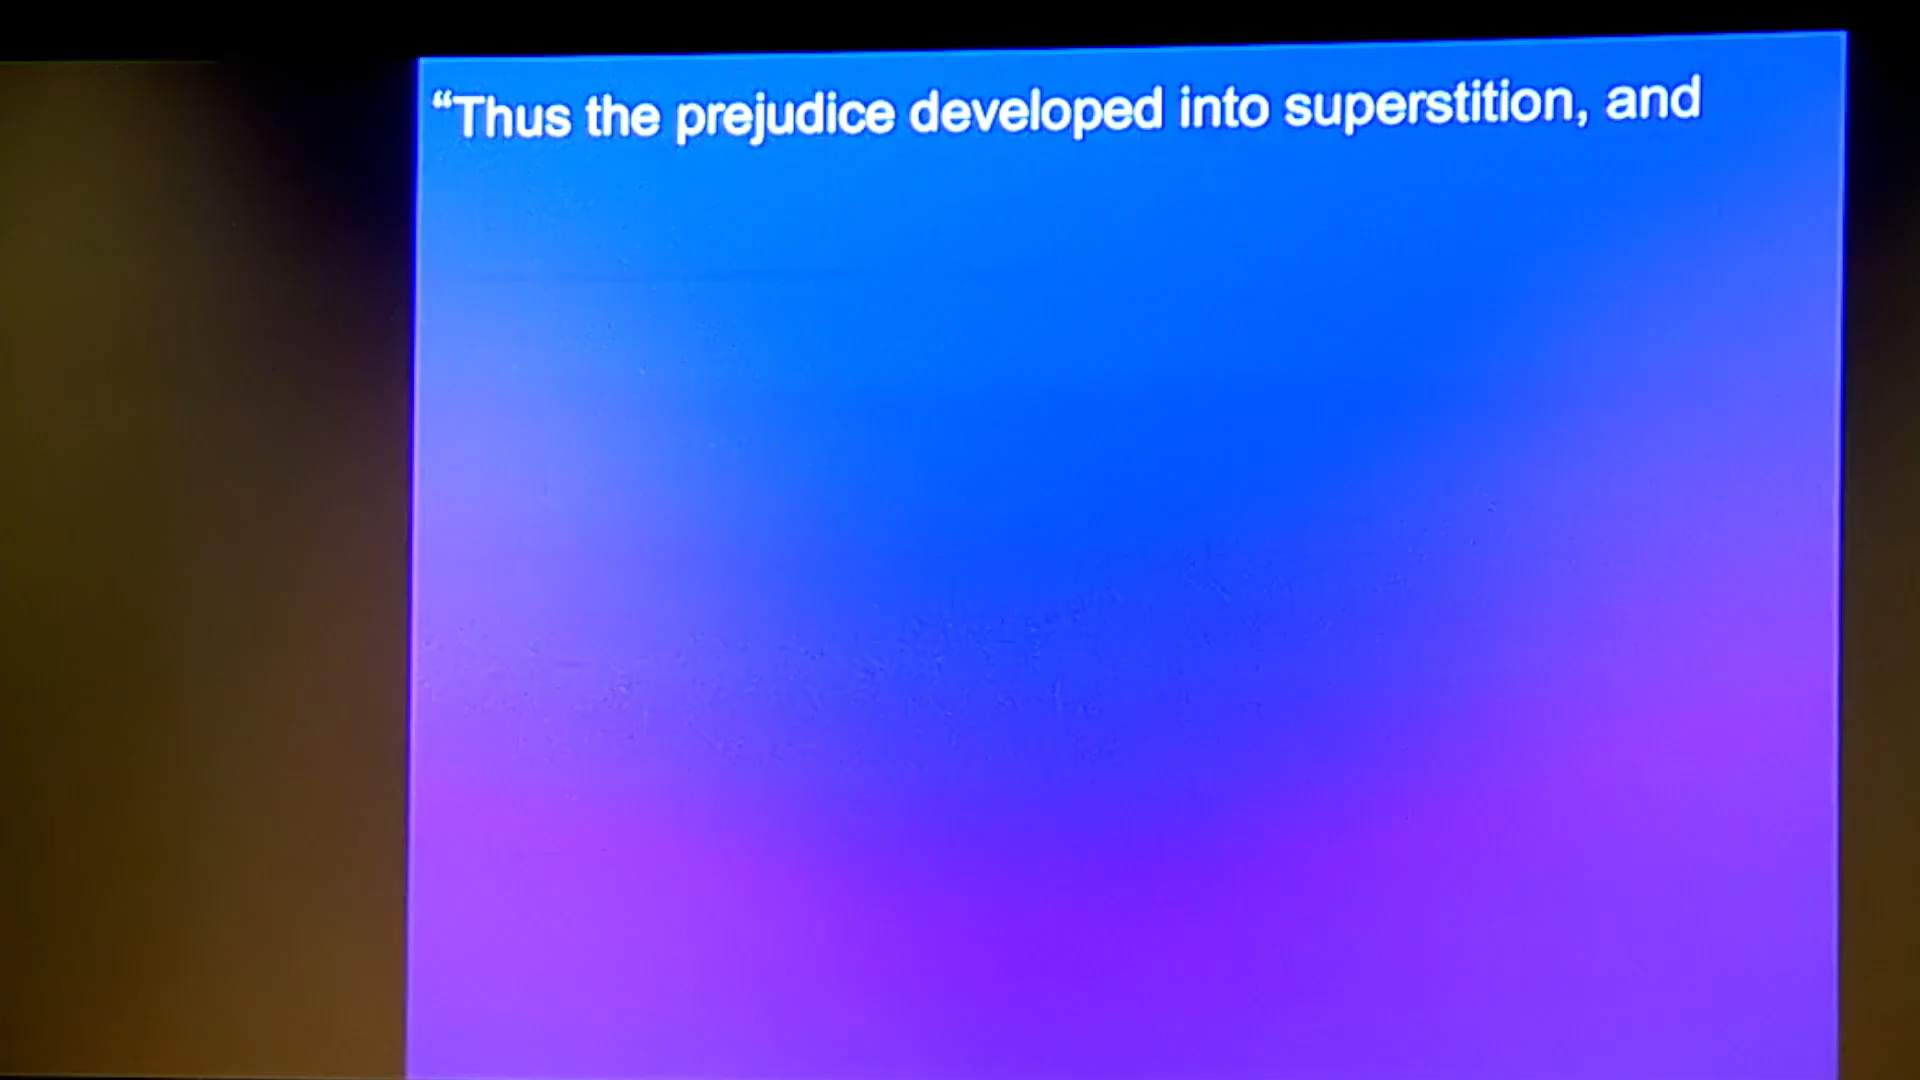 “Thus the prejudice developed into superstition, and